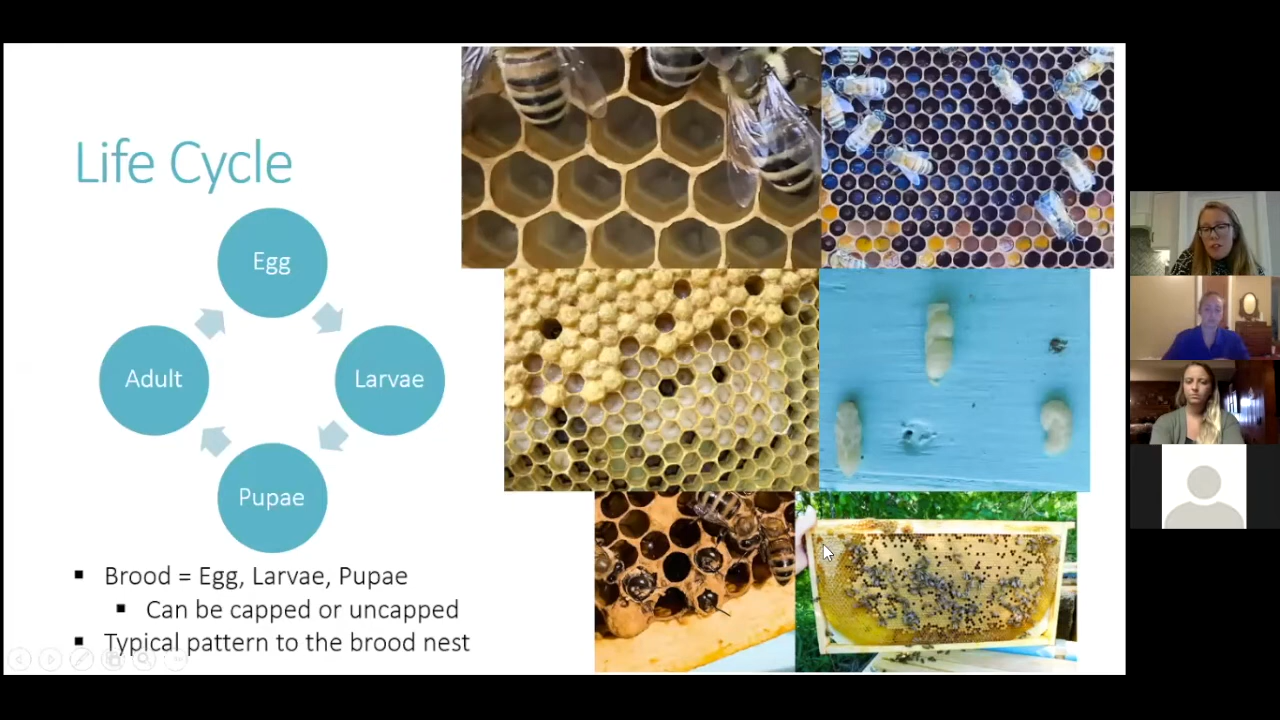 Life Cycle
Egg
Adult
Larvae
Pupae
▪ Brood = Egg, Larvae, Pupae
▪ Can be capped or uncapped
▪ Typical pattern to the brood nest